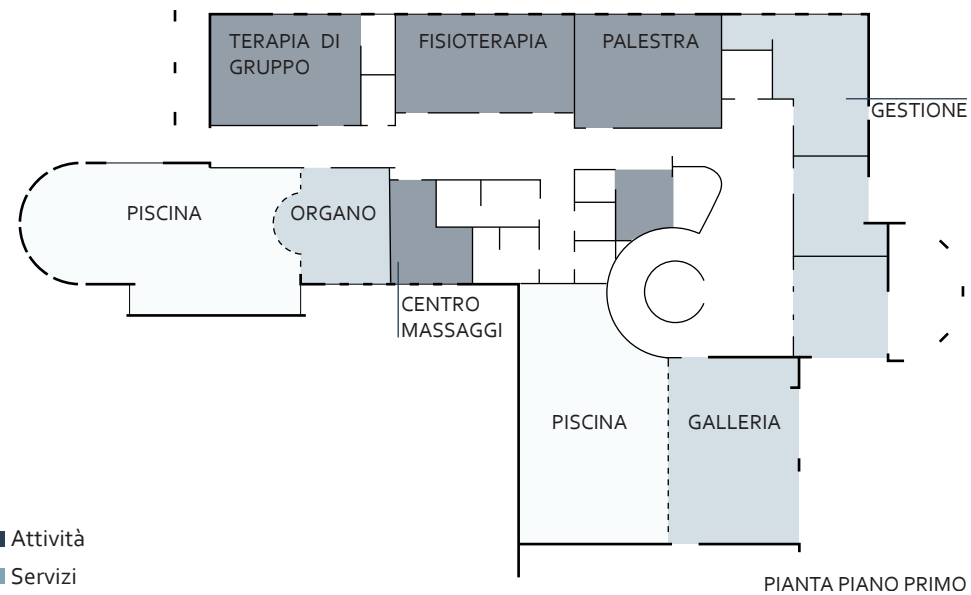 TERAPIA DI
GRUPPO
FISIOTERAPIA
PALESTRA
GESTIONE
PISCINA
ORGANO
CENTRO
MASSAGGI
PISCINA
GALLERIA
Attività
Servizi
PIANTA PIANO PRIMO